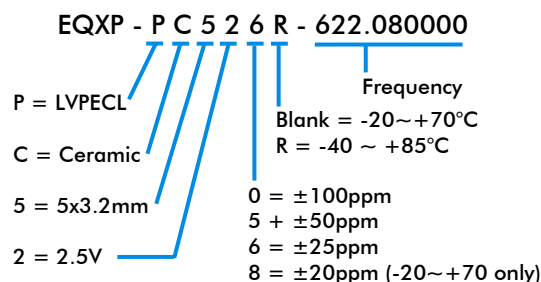 EQXP - P C 5 2 6 R - 622.080000
Frequency
P = LVPECL
Blank = -20~+70°C
R = -40 ~ +85°C
C = Ceramic
5 = 5x3.2mm
2 = 2.5V
0 = ±100ppm
5 + ±50ppm
6 = ±25ppm
8 = ±20ppm (-20~+70 only)